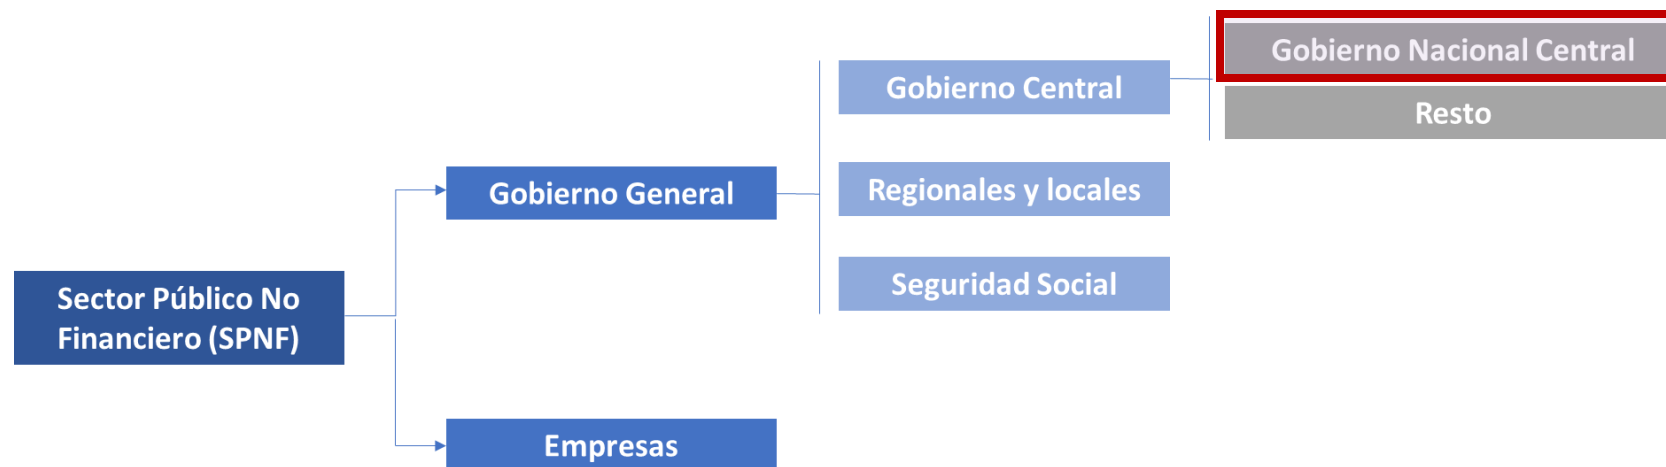 Gobierno Nacional Central
Gobierno Central
Resto
Gobierno General
Regionales y locales
Seguridad Social
Sector Público No
Financiero (SPNF)
Empresas